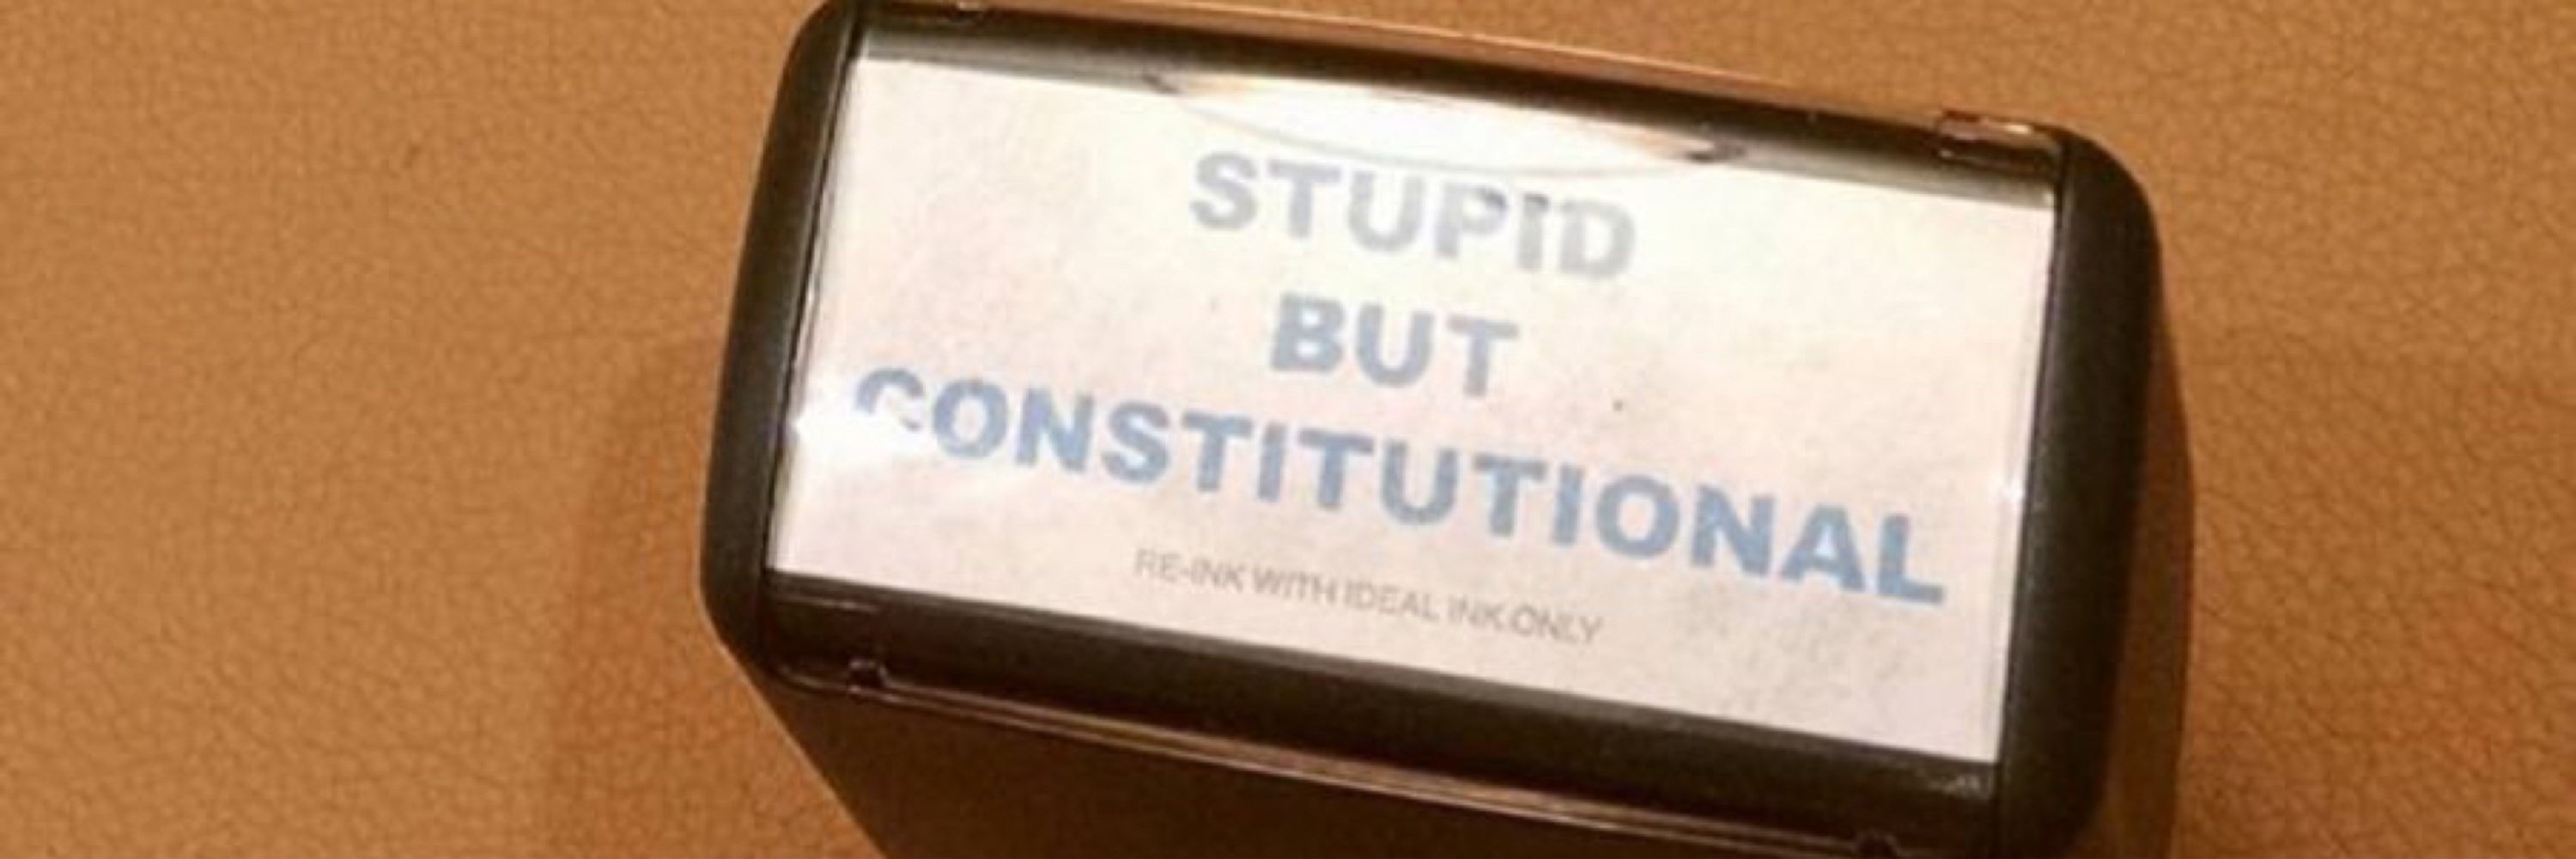 STUPID
BUT
CONSTITUTIONAL
RE-INK WITH IDEAL INK ONLY